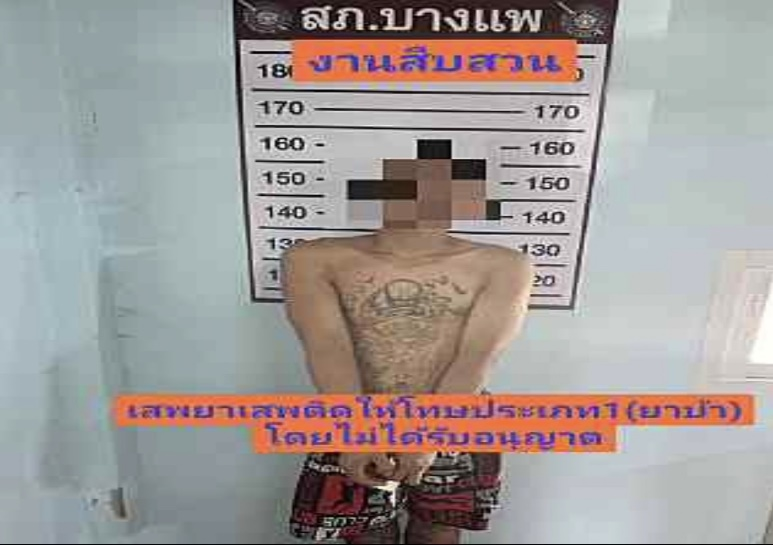 สภ.บางแพ
งานสืบสวน
180
170 170
160 160
150 150
140 140
130 130
เสพยาเสพติดให้โทษประเภท1(ยาบ้า)
โดยไม่ได้รับอนุญาต